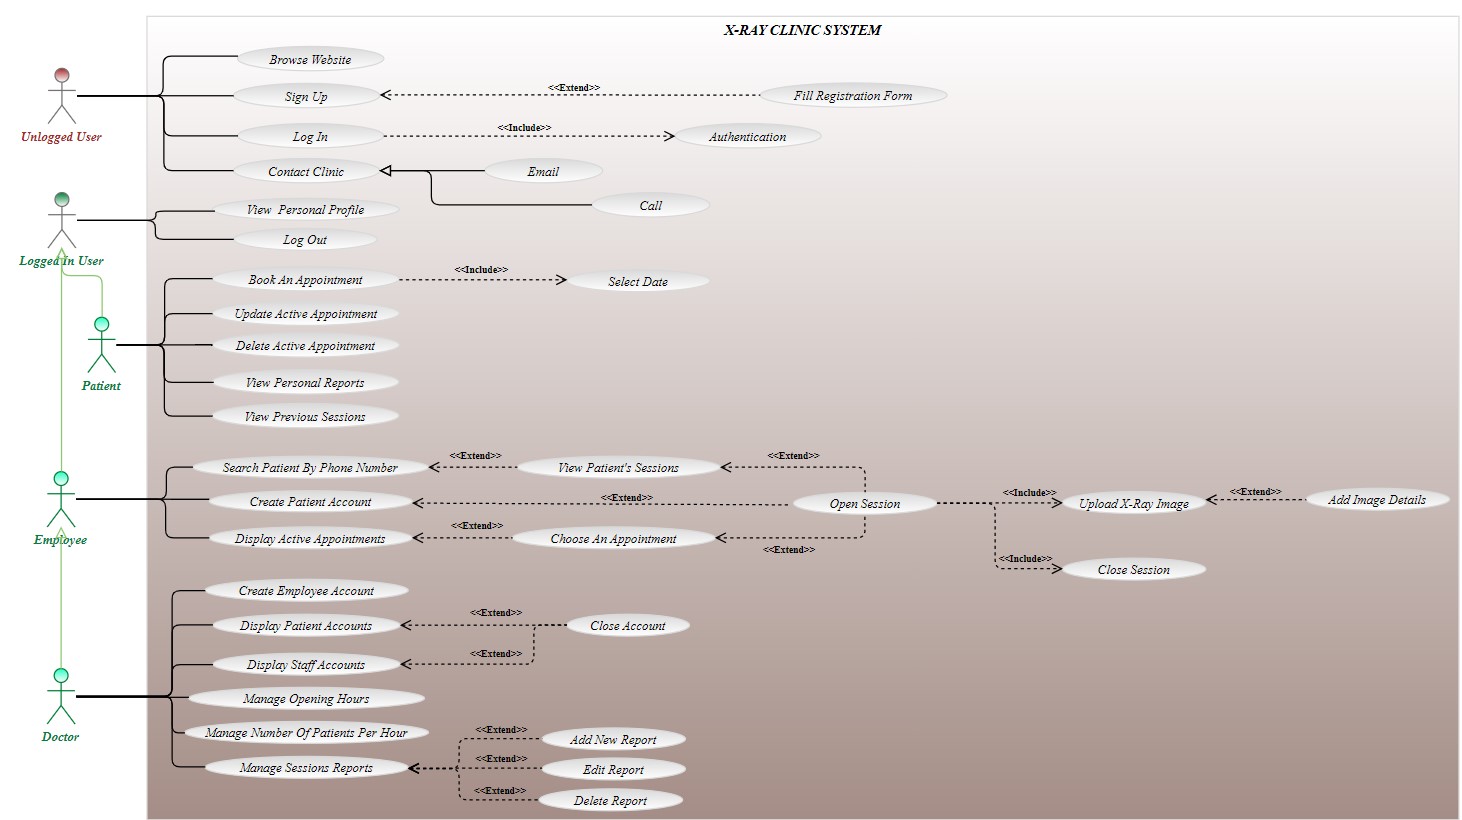 X-RAY CLINIC SYSTEM
Browse Website
<<Extend>>
Sign Up
Fill Registration Form
Unlogged User
<<Include>>
Log In
Authentication
Contact Clinic
Email
Call
View Personal Profile
Log Out
Logged In User
<<Include>>
Book An Appointment
Select Date
Update Active Appointment
Delete Active Appointment
Patient
View Personal Reports
View Previous Sessions
<<Extend>>
<<Extend>>
Search Patient By Phone Number
View Patient's Sessions
<<Extend>>
<<Include>>
<<Extend>>
Create Patient Account
Open Session
Upload X-Ray Image
Add Image Details
<<Extend>>
Employee
Display Active Appointments
Choose An Appointment
<<Extend>>
<<Include>>
Close Session
Create Employee Account
<<Extend>>
Display Patient Accounts
Close Account
<<Extend>>
Display Staff Accounts
Manage Opening Hours
Doctor
Manage Number Of Patients Per Hour
<<Extend>>
Add New Report
<<Extend>>
Manage Sessions Reports
Edit Report
<<Extend>>
Delete Report